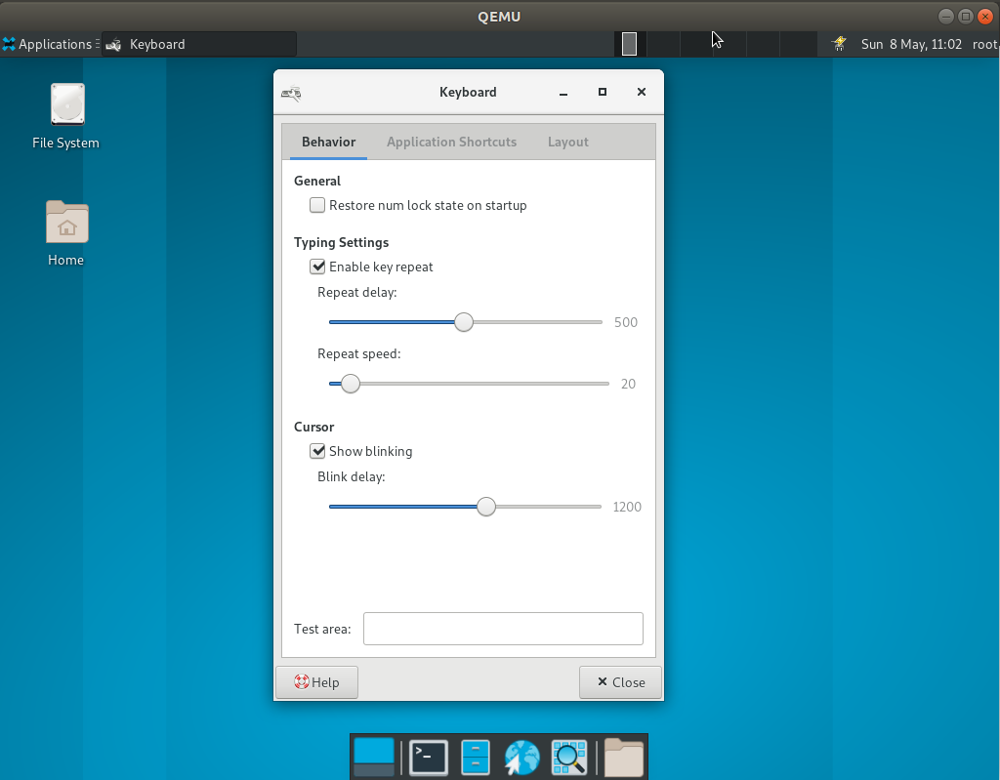 QEMU
Applications Keyboard Sun 8 May, 11:02 root
File System
Home
Keyboard
Behavior Application Shortcuts Layout
General
Restore num lock state on startup
Typing Settings
Enable key repeat
Repeat delay:
500
Repeat speed:
20
Cursor
Show blinking
Blink delay:
1200
Test area:
Help Close